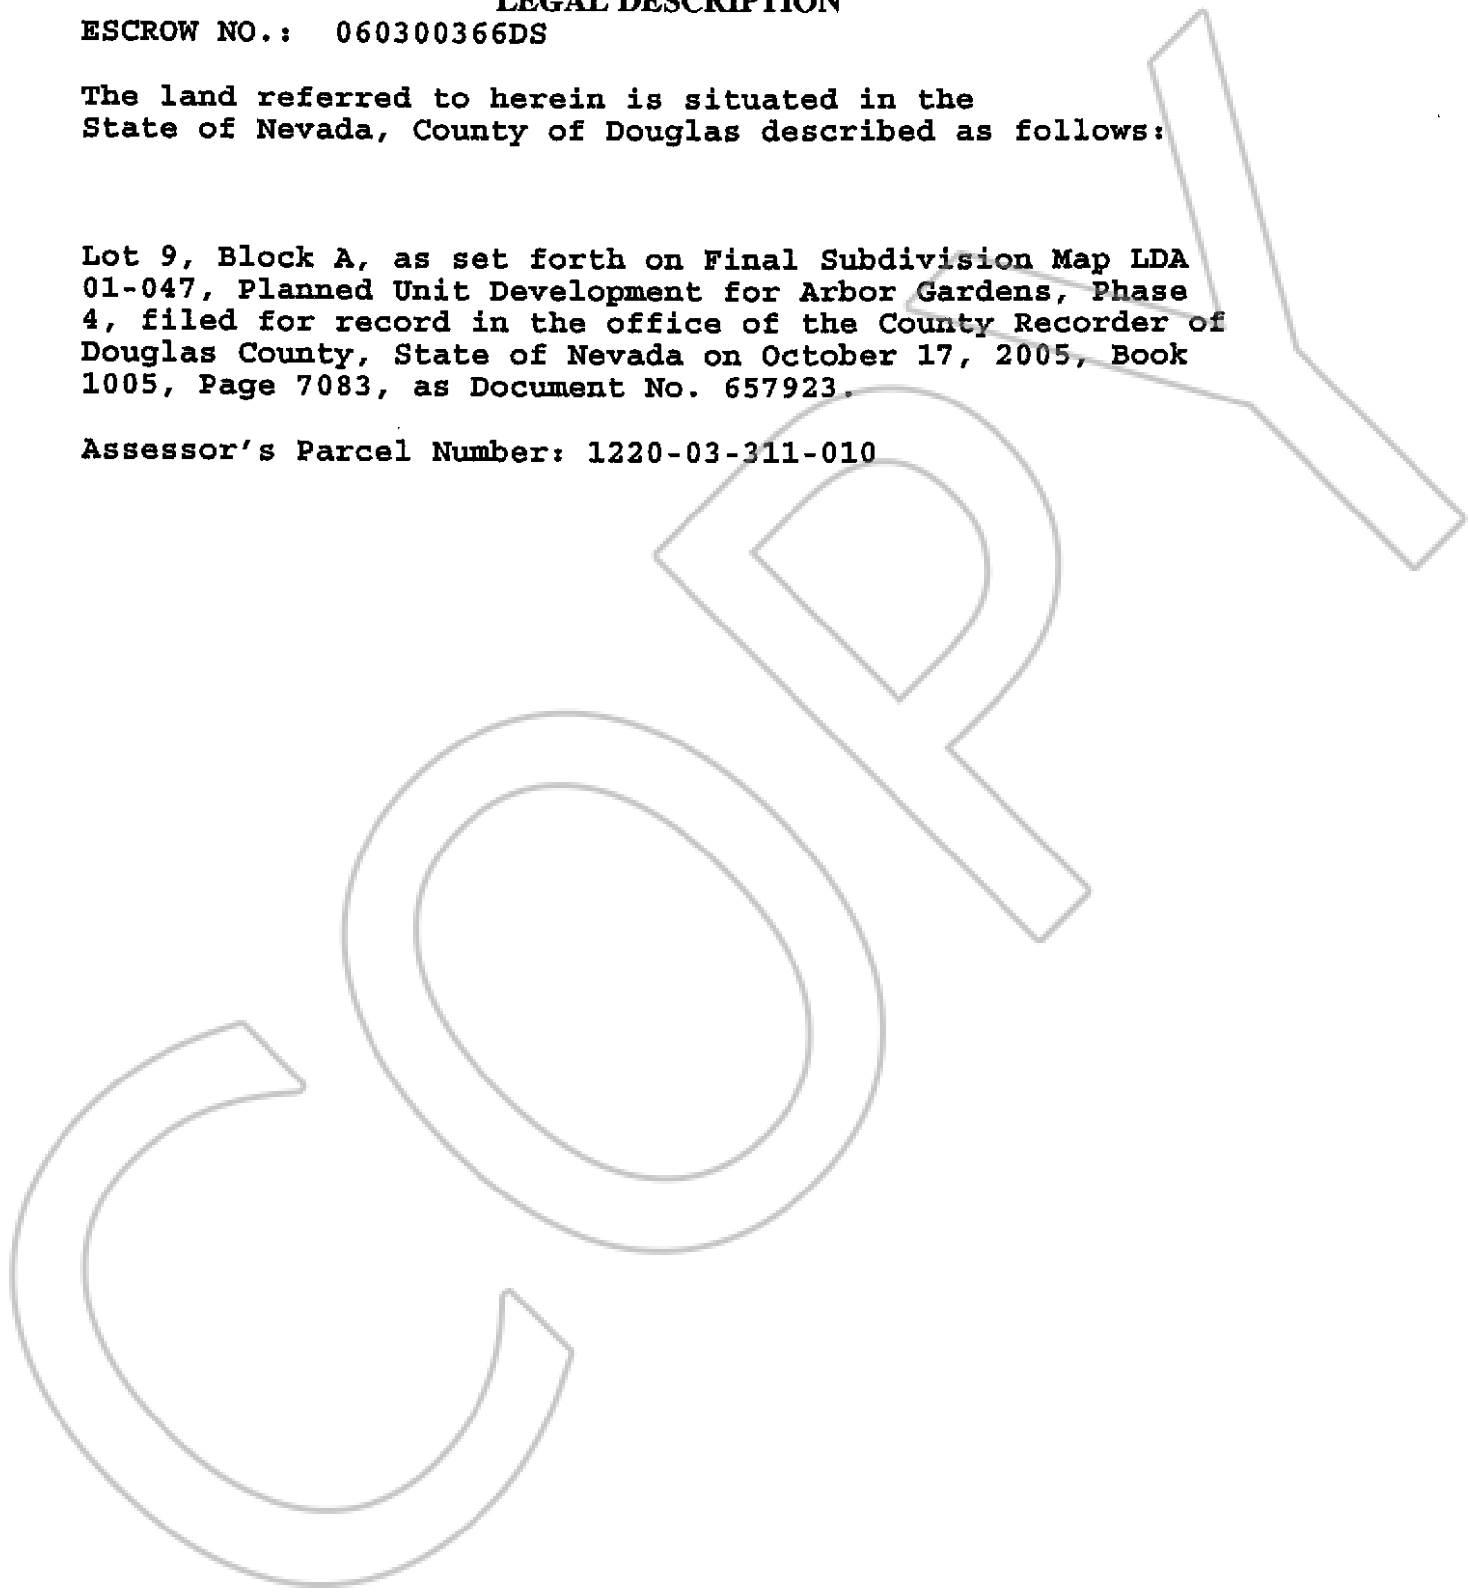 LEGAL DESCRIPTION
ESCROW NO.: 060300366DS
The land referred to herein is situated in the
State of Nevada, County of Douglas described as follows:
Lot 9, Block A, as set forth on Final Subdivision Map LDA
01-047, Planned Unit Development for Arbor Gardens, Phase
4, filed for record in the office of the County Recorder of
Douglas County, State of Nevada on October 17, 2005, Book
1005, Page 7083, as Document No. 657923.
Assessor's Parcel Number: 1220-03-311-010
COPY